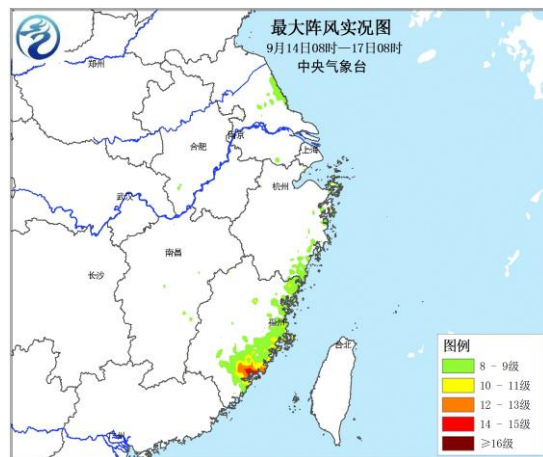 最大阵风实况图
9月14日08时—17日08时
中央气象台
郑州
南京
合肥
上海
杭州
武汉
南昌
长沙
福州
台北
广州
图例
8 - 9级
10 - 11级
12 - 13级
14 - 15级
≥16级